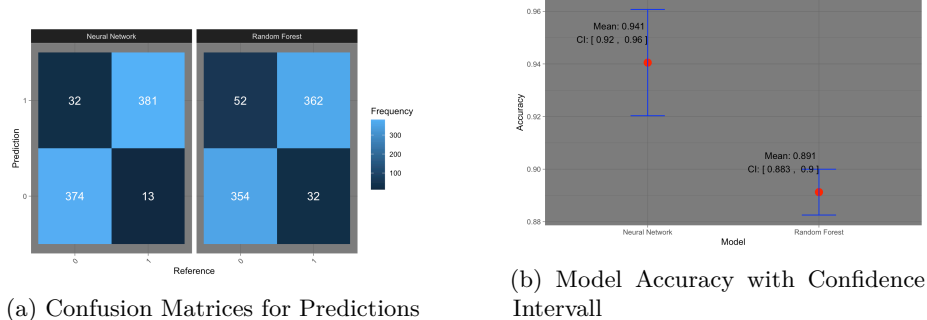 Neural Network
Random Forest
32
381
52
362
374
13
354
32
1
0
Prediction
0
1
0
1
Reference
Frequency
300
200
100
(a) Confusion Matrices for Predictions
0.96
0.94
0.92
0.90
0.88
Accuracy
Mean: 0.941
CI: [ 0.92 , 0.96 ]
Mean: 0.891
CI: [ 0.883 , 0.9 ]
Neural Network
Random Forest
Model
(b) Model Accuracy with Confidence
Intervall